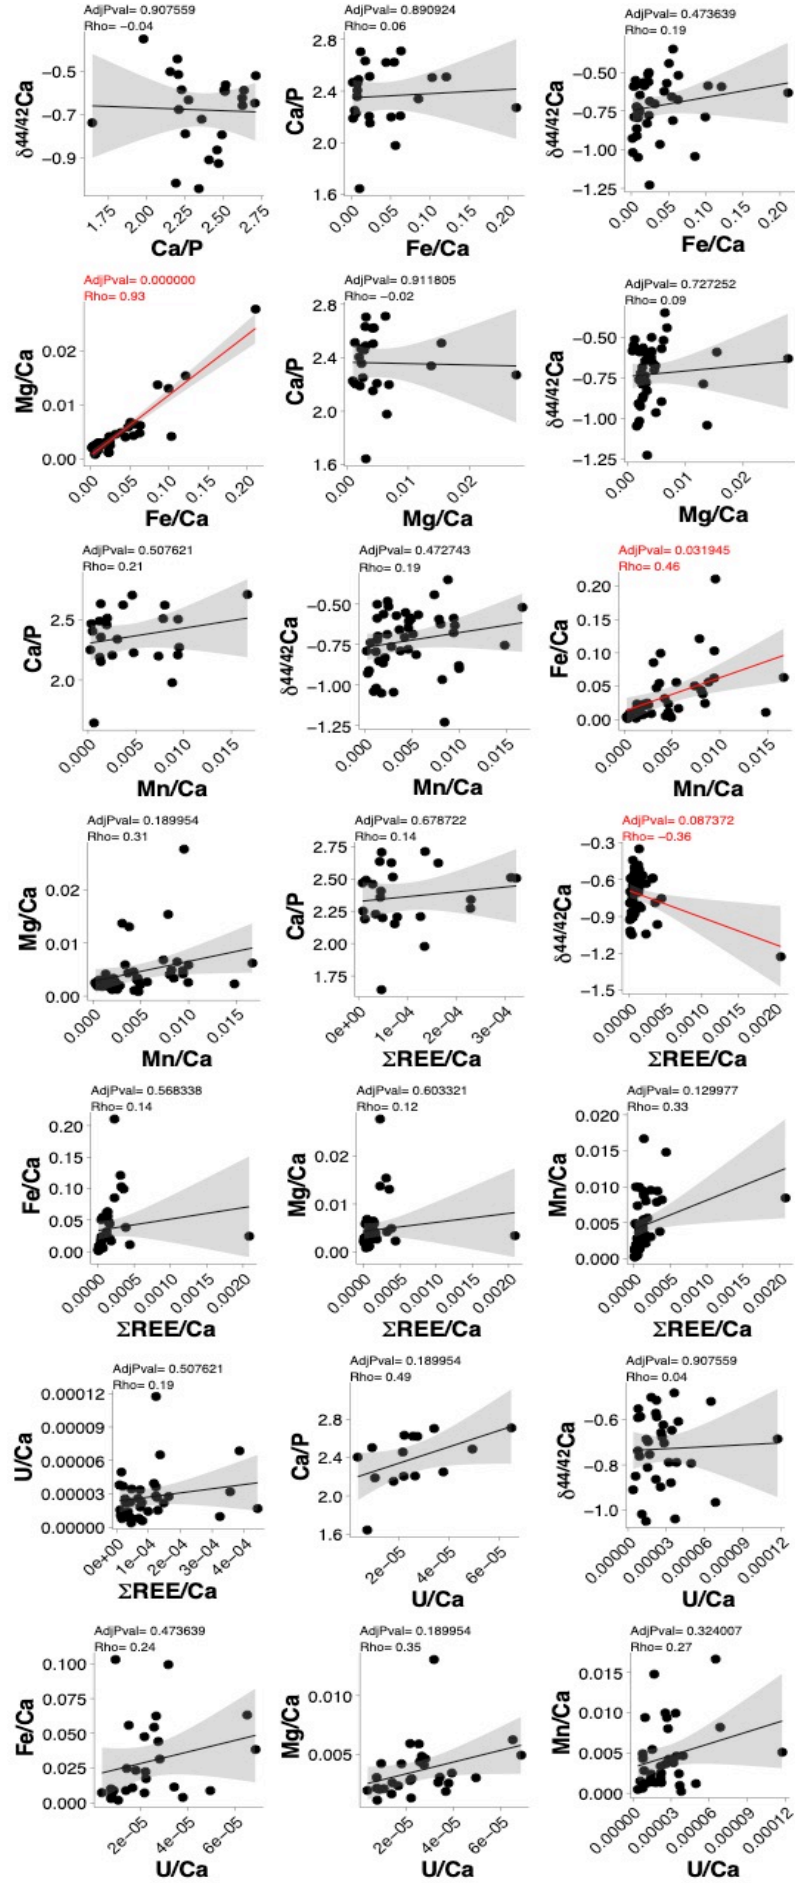 AdjPval= 0.907559
Rho= −0.04
δ44/42Ca
−0.5
−0.7
−0.9
1.75
2.00
2.25
2.50
2.75
Ca/P
AdjPval= 0.890924
Rho= 0.06
Ca/P
2.8
2.4
2.0
1.6
0.00
0.05
0.10
0.15
0.20
Fe/Ca
AdjPval= 0.473639
Rho= 0.19
δ44/42Ca
−0.50
−0.75
−1.00
−1.25
0.00
0.05
0.10
0.15
0.20
Fe/Ca
AdjPval= 0.000000
Rho= 0.93
Mg/Ca
0.02
0.01
0.00
0.00
0.05
0.10
0.15
0.20
Fe/Ca
AdjPval= 0.911805
Rho= −0.02
Ca/P
2.8
2.4
2.0
1.6
0.00
0.01
0.02
Mg/Ca
AdjPval= 0.727252
Rho= 0.09
δ44/42Ca
−0.50
−0.75
−1.00
−1.25
0.00
0.01
0.02
Mg/Ca
AdjPval= 0.507621
Rho= 0.21
Ca/P
2.5
2.0
0.000
0.005
0.010
0.015
Mn/Ca
AdjPval= 0.472743
Rho= 0.19
δ44/42Ca
−0.50
−0.75
−1.00
−1.25
0.000
0.005
0.010
0.015
Mn/Ca
AdjPval= 0.031945
Rho= 0.46
Fe/Ca
0.20
0.15
0.10
0.05
0.00
0.000
0.005
0.010
0.015
Mn/Ca
AdjPval= 0.189954
Rho= 0.31
Mg/Ca
0.02
0.01
0.00
0.000
0.005
0.010
0.015
Mn/Ca
AdjPval= 0.678722
Rho= 0.14
Ca/P
2.75
2.50
2.25
2.00
1.75
0e+00
1e−04
2e−04
3e−04
ΣREE/Ca
AdjPval= 0.087372
Rho= −0.36
δ44/42Ca
−0.3
−0.6
−0.9
−1.2
−1.5
0.0000
0.0005
0.0010
0.0015
0.0020
ΣREE/Ca
AdjPval= 0.568338
Rho= 0.14
Fe/Ca
0.20
0.15
0.10
0.05
0.00
0.0000
0.0005
0.0010
0.0015
0.0020
ΣREE/Ca
AdjPval= 0.603321
Rho= 0.12
Mg/Ca
0.02
0.01
0.00
0.0000
0.0005
0.0010
0.0015
0.0020
ΣREE/Ca
AdjPval= 0.129977
Rho= 0.33
Mn/Ca
0.020
0.015
0.010
0.005
0.000
0.0000
0.0005
0.0010
0.0015
0.0020
ΣREE/Ca
AdjPval= 0.507621
Rho= 0.19
U/Ca
0.00012
0.00009
0.00006
0.00003
0.00000
0e+00
1e−04
2e−04
3e−04
4e−04
ΣREE/Ca
AdjPval= 0.189954
Rho= 0.49
Ca/P
2.8
2.4
2.0
1.6
2e−05
4e−05
6e−05
U/Ca
AdjPval= 0.907559
Rho= 0.04
δ44/42Ca
−0.6
−0.8
−1.0
0.00000
0.00003
0.00006
0.00009
0.00012
U/Ca
AdjPval= 0.473639
Rho= 0.24
Fe/Ca
0.100
0.075
0.050
0.025
0.000
2e−05
4e−05
6e−05
U/Ca
AdjPval= 0.189954
Rho= 0.35
Mg/Ca
0.010
0.005
2e−05
4e−05
6e−05
U/Ca
AdjPval= 0.324007
Rho= 0.27
Mn/Ca
0.015
0.010
0.005
0.000
0.00000
0.00003
0.00006
0.00009
0.00012
U/Ca